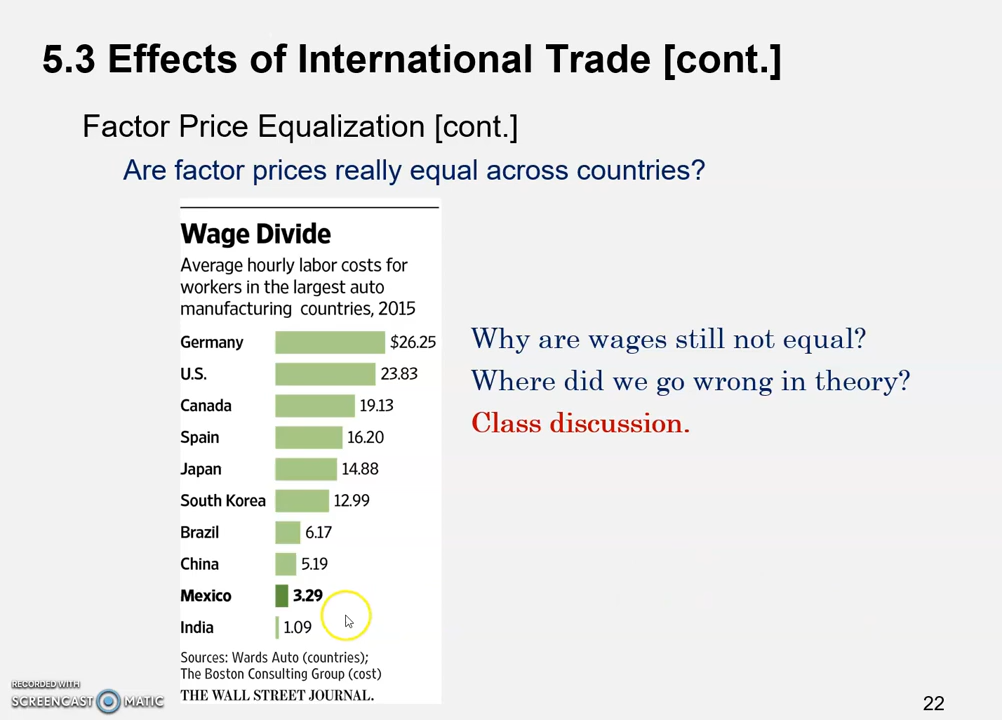 5.3 Effects of International Trade [cont.]
Factor Price Equalization [cont.]
Are factor prices really equal across countries?
Wage Divide
Average hourly labor costs for
workers in the largest auto
manufacturing countries, 2015
Germany $26.25
U.S. 23.83
Canada 19.13
Spain 16.20
Japan 14.88
South Korea 12.99
Brazil 6.17
China 5.19
Mexico 3.29
India 1.09
Sources: Wards Auto (countries);
The Boston Consulting Group (cost)
THE WALL STREET JOURNAL.
Why are wages still not equal?
Where did we go wrong in theory?
Class discussion.
RECORDED WITH
SCREENCAST MATIC
22